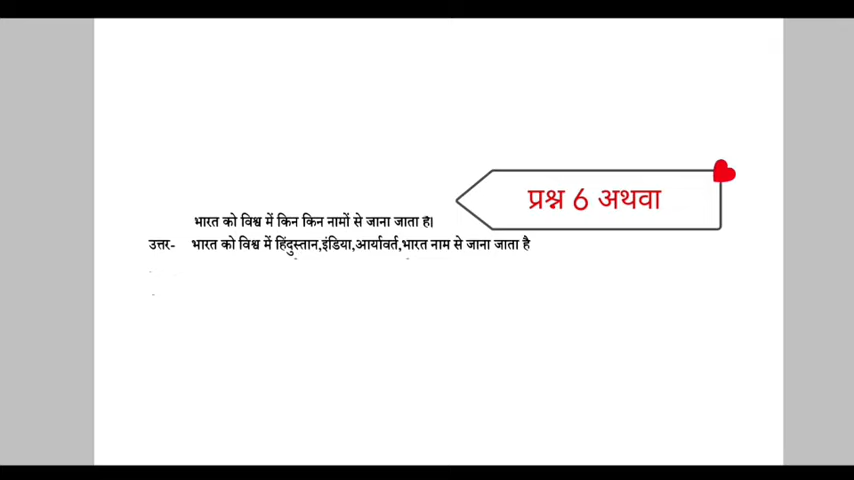 प्रश्न 6 अथवा
भारत को विश्व में किन किन नामों से जाना जाता है।
उत्तर- भारत को विश्व में हिंदुस्तान,इंडिया,आर्यावर्त,भारत नाम से जाना जाता है